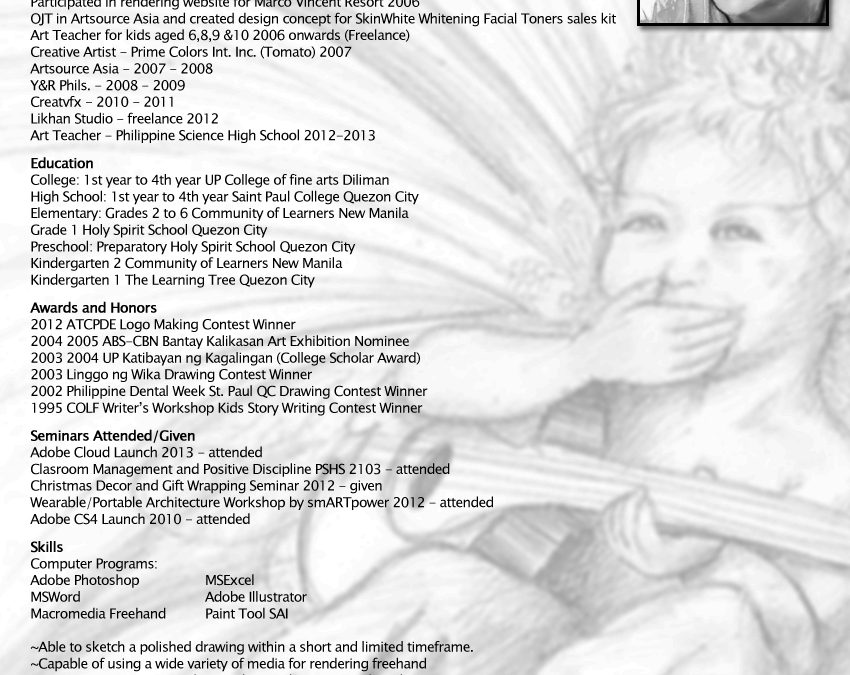 Participated in rendering website for Marco Vincent Resort 2006
OJT in Artsource Asia and created design concept for SkinWhite Whitening Facial Toners sales kit
Art Teacher for kids aged 6,8,9 &10 2006 onwards (Freelance)
Creative Artist – Prime Colors Int. Inc. (Tomato) 2007
Artsource Asia – 2007 – 2008
Y&R Phils. – 2008 – 2009
Creatvfx – 2010 – 2011
Likhan Studio – freelance 2012
Art Teacher – Philippine Science High School 2012–2013
Education
College: 1st year to 4th year UP College of fine arts Diliman
High School: 1st year to 4th year Saint Paul College Quezon City
Elementary: Grades 2 to 6 Community of Learners New Manila
Grade 1 Holy Spirit School Quezon City
Preschool: Preparatory Holy Spirit School Quezon City
Kindergarten 2 Community of Learners New Manila
Kindergarten 1 The Learning Tree Quezon City
Awards and Honors
2012 ATCPDE Logo Making Contest Winner
2004 2005 ABS–CBN Bantay Kalikasan Art Exhibition Nominee
2003 2004 UP Katibayan ng Kagalingan (College Scholar Award)
2003 Linggo ng Wika Drawing Contest Winner
2002 Philippine Dental Week St. Paul QC Drawing Contest Winner
1995 COLF Writer's Workshop Kids Story Writing Contest Winner
Seminars Attended/Given
Adobe Cloud Launch 2013 – attended
Clasroom Management and Positive Discipline PSHS 2103 – attended
Christmas Decor and Gift Wrapping Seminar 2012 – given
Wearable/Portable Architecture Workshop by smARTpower 2012 – attended
Adobe CS4 Launch 2010 – attended
Skills
Computer Programs:
Adobe Photoshop MSExcel
MSWord Adobe Illustrator
Macromedia Freehand Paint Tool SAI
~Able to sketch a polished drawing within a short and limited timeframe.
~Capable of using a wide variety of media for rendering freehand